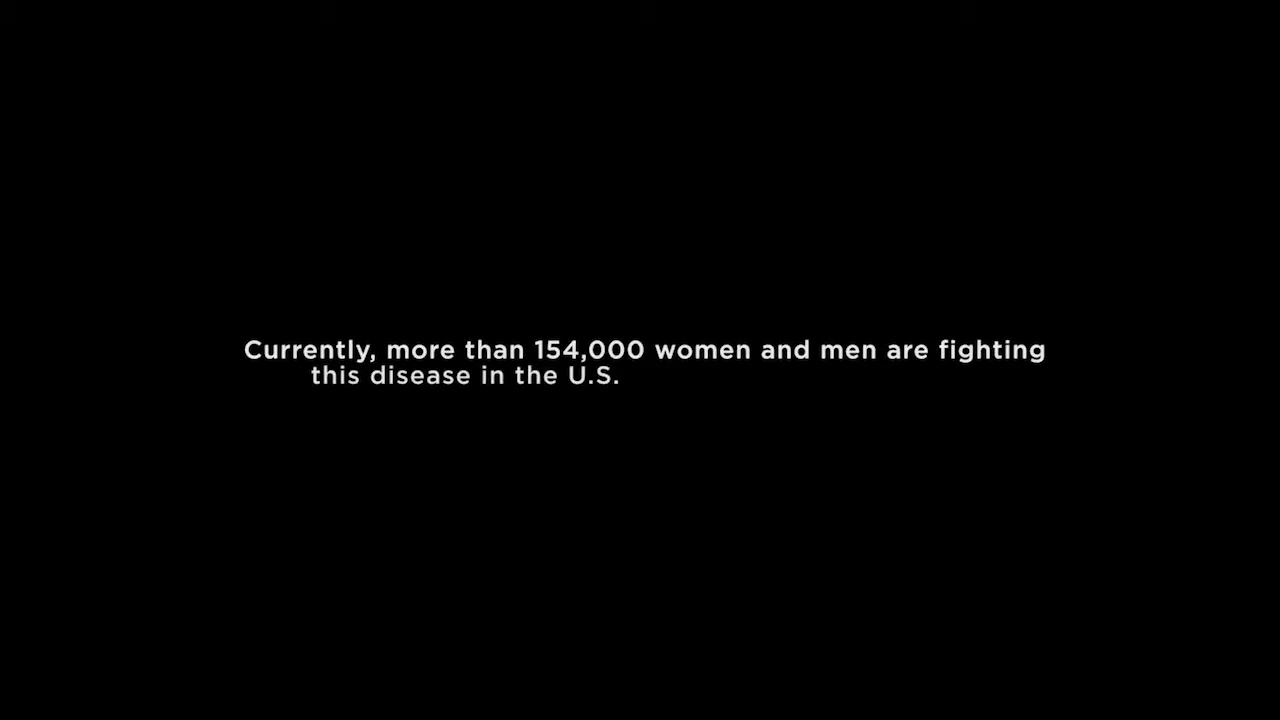 Currently, more than 154,000 women and men are fighting
this disease in the U.S.